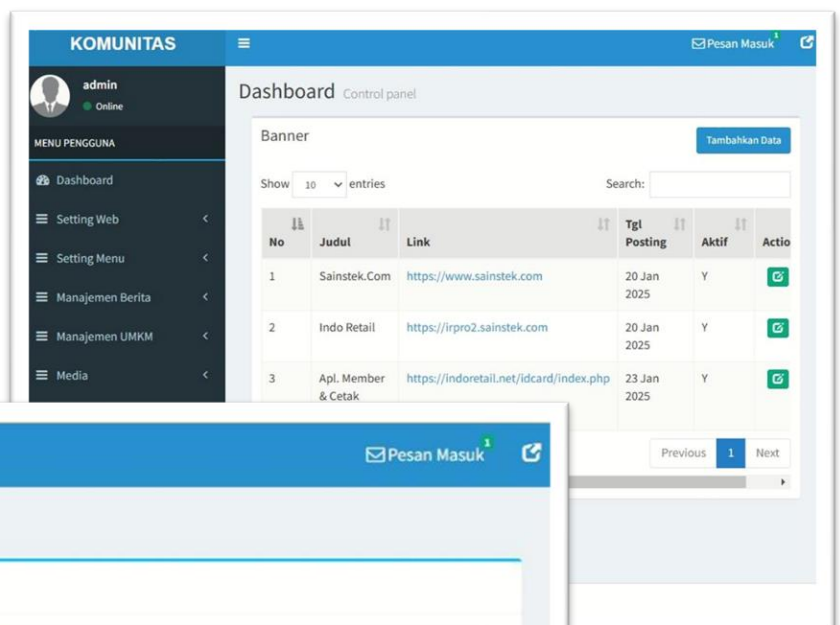 KOMUNITAS
Pesan Masuk 1
admin
Online
Dashboard Control panel
MENU PENGGUNA
Dashboard
Setting Web
Setting Menu
Manajemen Berita
Manajemen UMKM
Media
Banner
Tambahkan Data
Show 10 entries
Search:
No Judul Link Tgl Posting Aktif Actio
1 Sainstek.Com https://www.sainstek.com 20 Jan 2025 Y
2 Indo Retail https://irpro2.sainstek.com 20 Jan 2025 Y
3 Apl. Member & Cetak https://indoretail.net/idcard/index.php 23 Jan 2025 Y
Previous 1 Next
Pesan Masuk 1